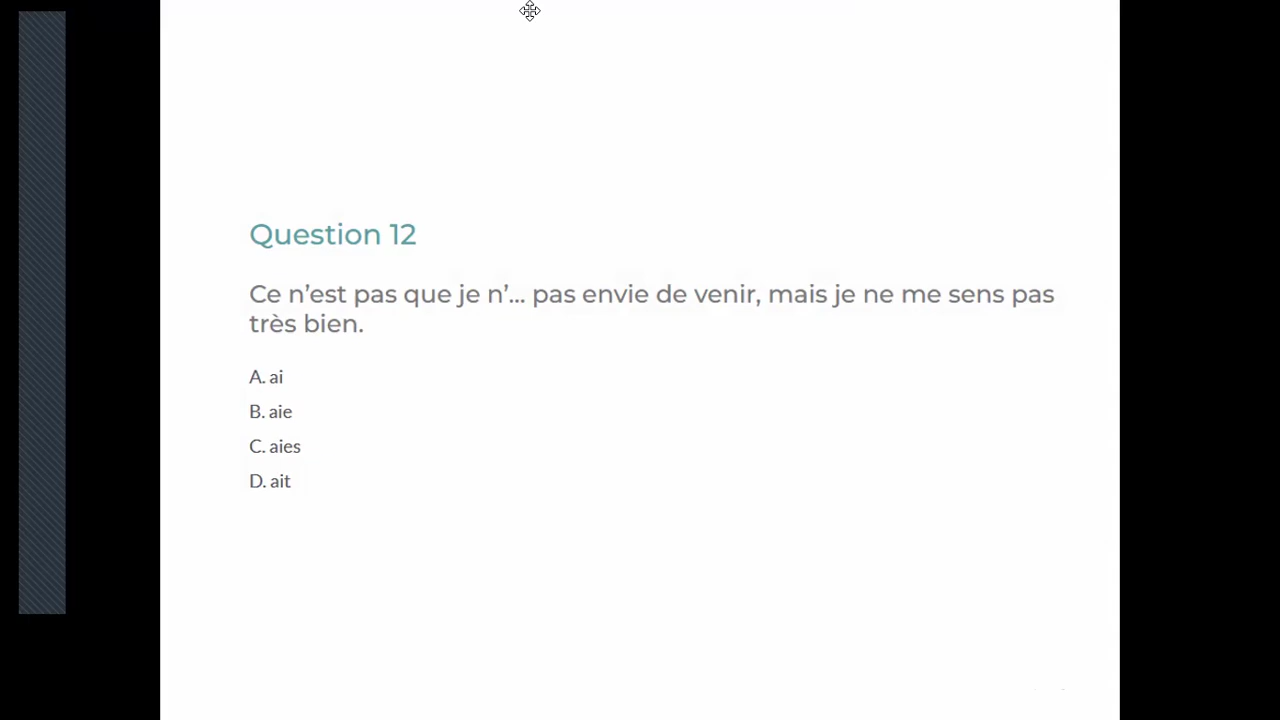 Question 12
Ce n’est pas que je n’... pas envie de venir, mais je ne me sens pas
très bien.
A. ai
B. aie
C. aies
D. ait